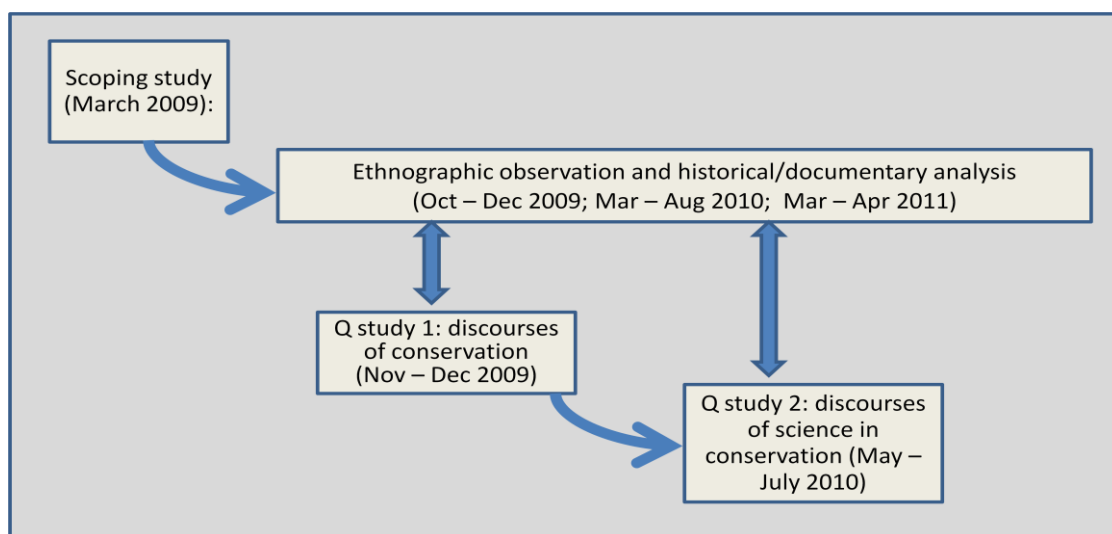 Scoping study
(March 2009):
Ethnographic observation and historical/documentary analysis
(Oct – Dec 2009; Mar – Aug 2010;  Mar – Apr 2011)
Q study 1: discourses
of conservation
(Nov – Dec 2009)
Q study 2: discourses
of science in
conservation (May –
July 2010)